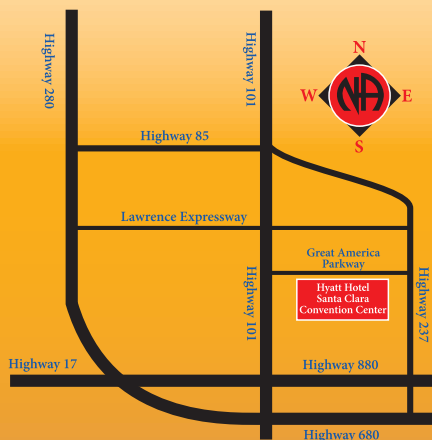 Highway 280
Highway 101
N
W
NA
E
S
Highway 85
Lawrence Expressway
Great America
Parkway
Highway 101
Hyatt Hotel
Santa Clara
Convention Center
Highway 237
Highway 17
Highway 880
Highway 680